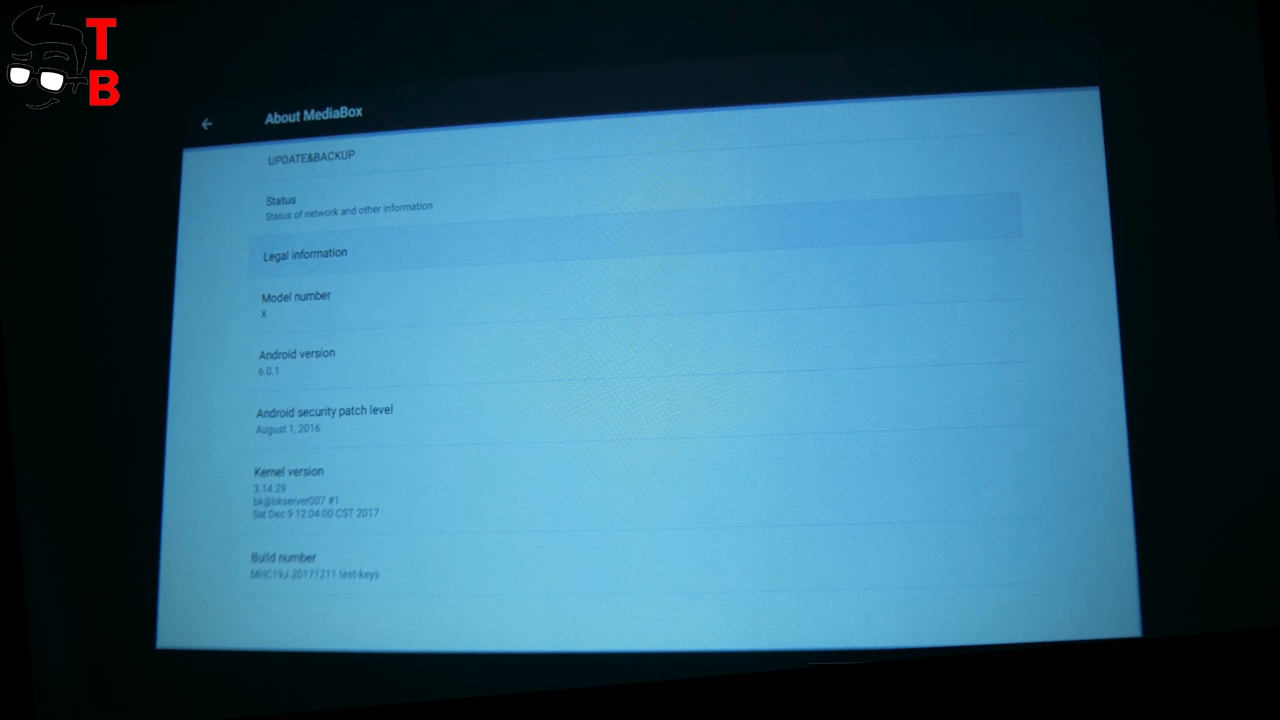 T
B
About MediaBox
UPDATE&BACKUP
Status
Status of network and other information
Legal information
Model number
X
Android version
6.0.1
Android security patch level
August 1, 2016
Kernel version
3.14.29
bk@bkserver007 #1
Sat Dec 9 12:04:00 CST 2017
Build number
MHC19J.20171211 test-keys